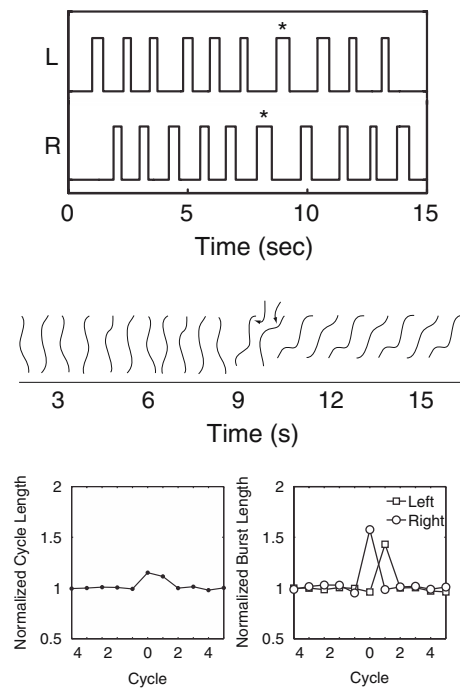 L
*
R
*
0 5 10 15
Time (sec)
3 6 9 12 15
Time (s)
Normalized Cycle Length
2
1.5
1
0.5
4 2 0 2 4
Cycle
Normalized Burst Length
2
1.5
1
0.5
Left
Right
4 2 0 2 4
Cycle